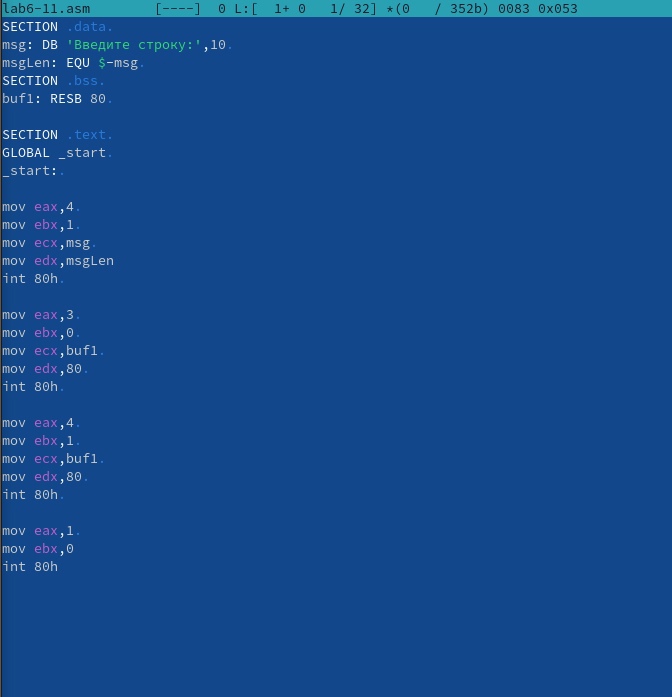 lab6-11.asm [----] 0 L:[ 1+ 0 1/ 32] *(0 / 352b) 0083 0x053
SECTION .data.
msg: DB 'Введите строку:',10.
msgLen: EQU $-msg.
SECTION .bss.
buf1: RESB 80.
SECTION .text.
GLOBAL _start.
_start:.
mov eax,4.
mov ebx,1.
mov ecx,msg.
mov edx,msgLen
int 80h.
mov eax,3.
mov ebx,0.
mov ecx,buf1.
mov edx,80.
int 80h.
mov eax,4.
mov ebx,1.
mov ecx,buf1.
mov edx,80.
int 80h.
mov eax,1.
mov ebx,0
int 80h